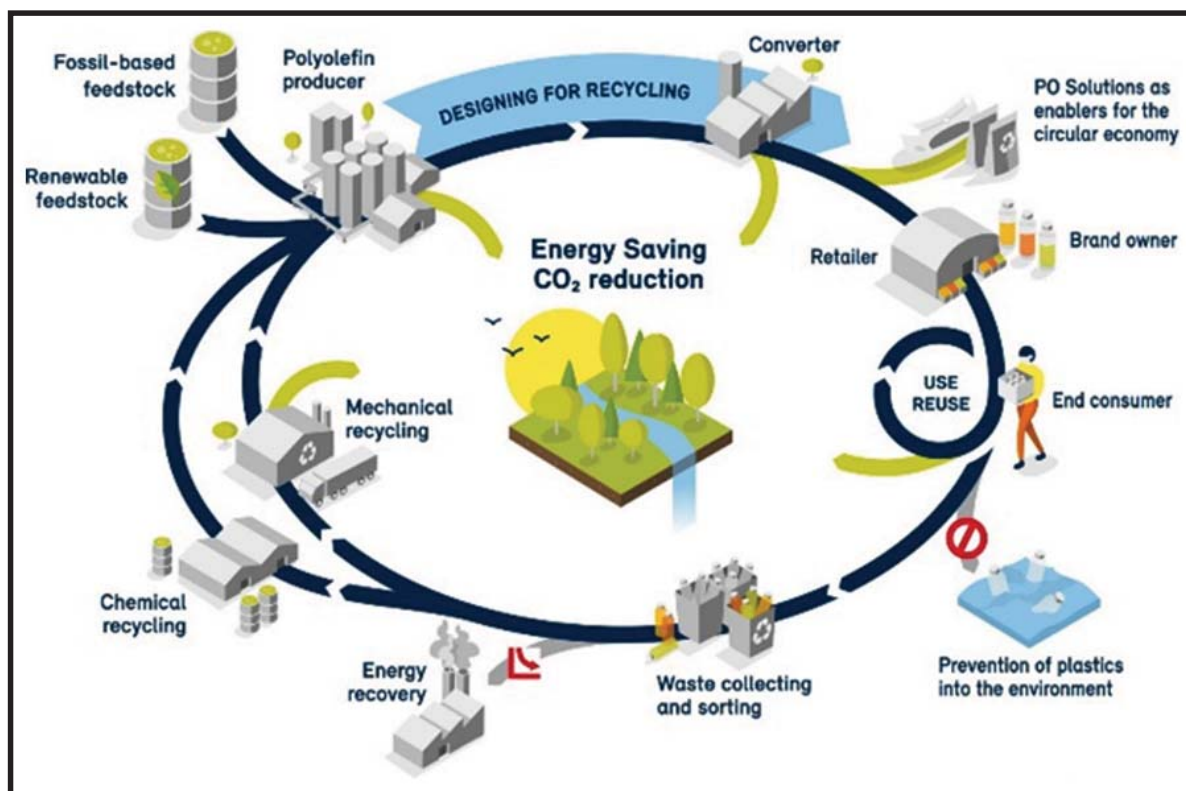 Fossil-based
feedstock
Polyolefin
producer
DESIGNING FOR RECYCLING
Converter
PO Solutions as
enablers for the
circular economy
Renewable
feedstock
Energy Saving
CO₂ reduction
Retailer
Brand owner
USE
REUSE
End consumer
Mechanical
recycling
Chemical
recycling
Energy
recovery
Waste collecting
and sorting
Prevention of plastics
into the environment